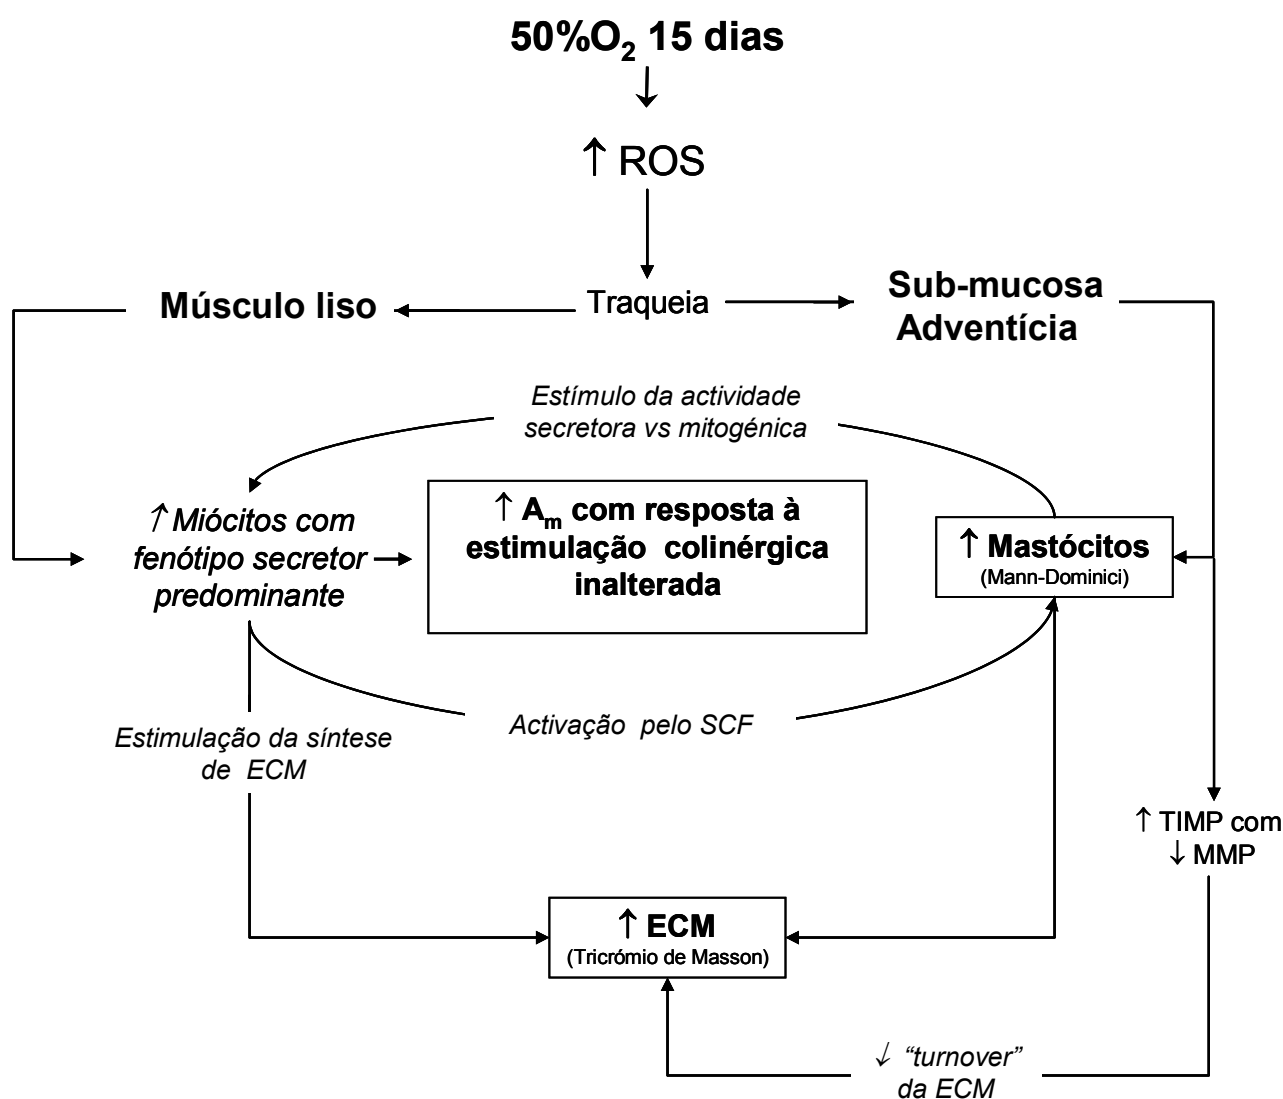 50%O₂ 15 dias
↑ ROS
Músculo liso
Traqueia
Sub-mucosa
Adventícia
Estímulo da actividade
secretora vs mitogénica
↑ Miócitos com
fenótipo secretor
predominante
↑ Aₘ com resposta à
estimulação colinérgica
inalterada
↑ Mastócitos
(Mann-Dominici)
Estimulação da síntese
de ECM
Activação pelo SCF
↑ TIMP com
↓ MMP
↑ ECM
(Tricrómio de Masson)
↓ “turnover”
da ECM